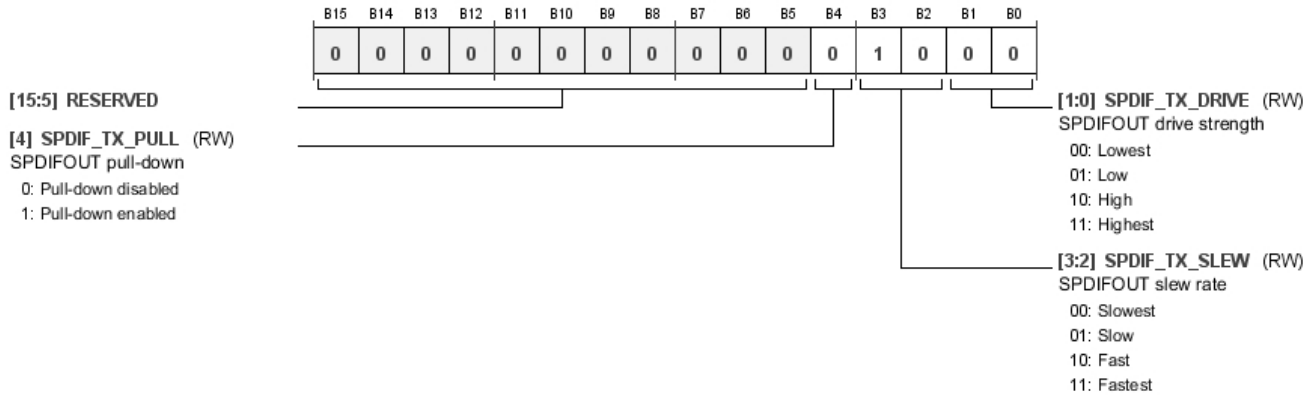 B15 B14 B13 B12 B11 B10 B9 B8 B7 B6 B5 B4 B3 B2 B1 B0
0 0 0 0 0 0 0 0 0 0 0 0 1 0 0 0
[15:5] RESERVED
[4] SPDIF_TX_PULL (RW)
SPDIFOUT pull-down
0: Pull-down disabled
1: Pull-down enabled
[1:0] SPDIF_TX_DRIVE (RW)
SPDIFOUT drive strength
00: Lowest
01: Low
10: High
11: Highest
[3:2] SPDIF_TX_SLEW (RW)
SPDIFOUT slew rate
00: Slowest
01: Slow
10: Fast
11: Fastest